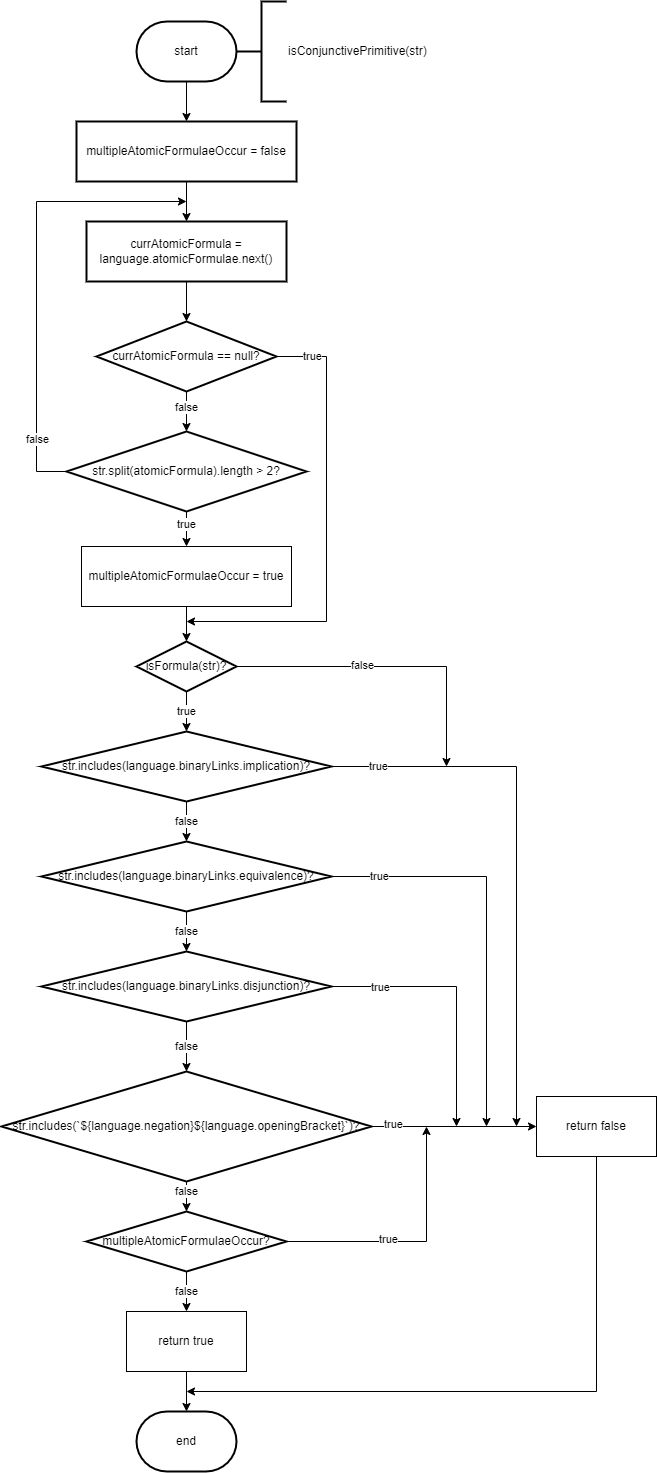 start
isConjunctivePrimitive(str)
multipleAtomicFormulaeOccur = false
currAtomicFormula =
language.atomicFormulae.next()
currAtomicFormula == null?
true
false
false
str.split(atomicFormula).length > 2?
true
multipleAtomicFormulaeOccur = true
isFormula(str)?
false
true
str.includes(language.binaryLinks.implication)?
true
false
str.includes(language.binaryLinks.equivalence)?
true
false
str.includes(language.binaryLinks.disjunction)?
true
false
str.includes(`${language.negation}${language.openingBracket}`)?
true
return false
false
multipleAtomicFormulaeOccur?
true
false
return true
end